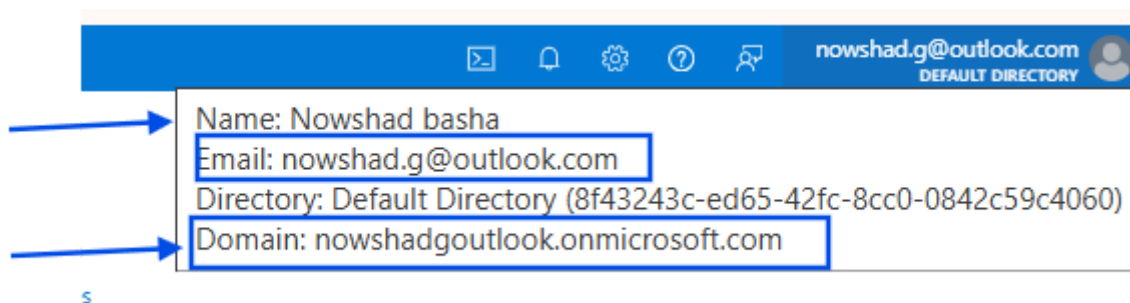 nowshad.g@outlook.com
DEFAULT DIRECTORY
Name: Nowshad basha
Email: nowshad.g@outlook.com
Directory: Default Directory (8f43243c-ed65-42fc-8cc0-0842c59c4060)
Domain: nowshadgoutlook.onmicrosoft.com
s